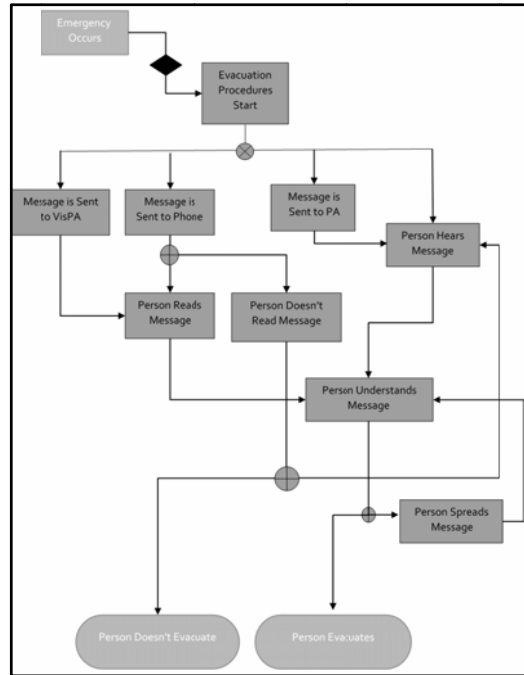 Emergency
Occurs
Evacuation
Procedures
Start
Message is Sent
to VisPA
Message is
Sent to Phone
Message is
Sent to PA
Person Hears
Message
Person Reads
Message
Person Doesn't
Read Message
Person Understands
Message
Person Spreads
Message
Person Doesn't Evacuate
Person Evacuates